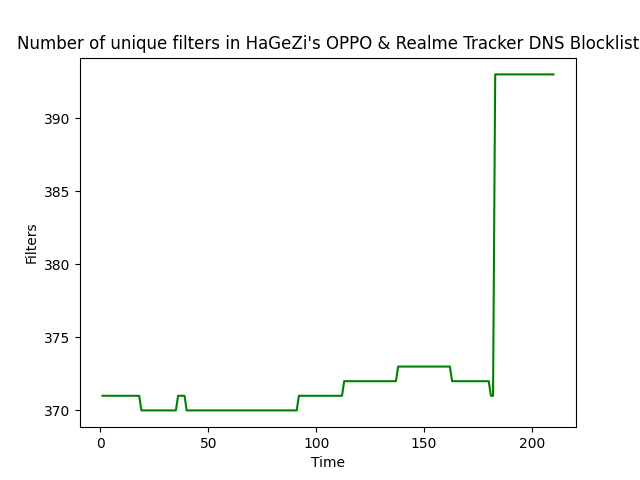 Number of unique filters in HaGeZi's OPPO & Realme Tracker DNS Blocklist
390
385
380
375
370
Filters
0 50 100 150 200
Time